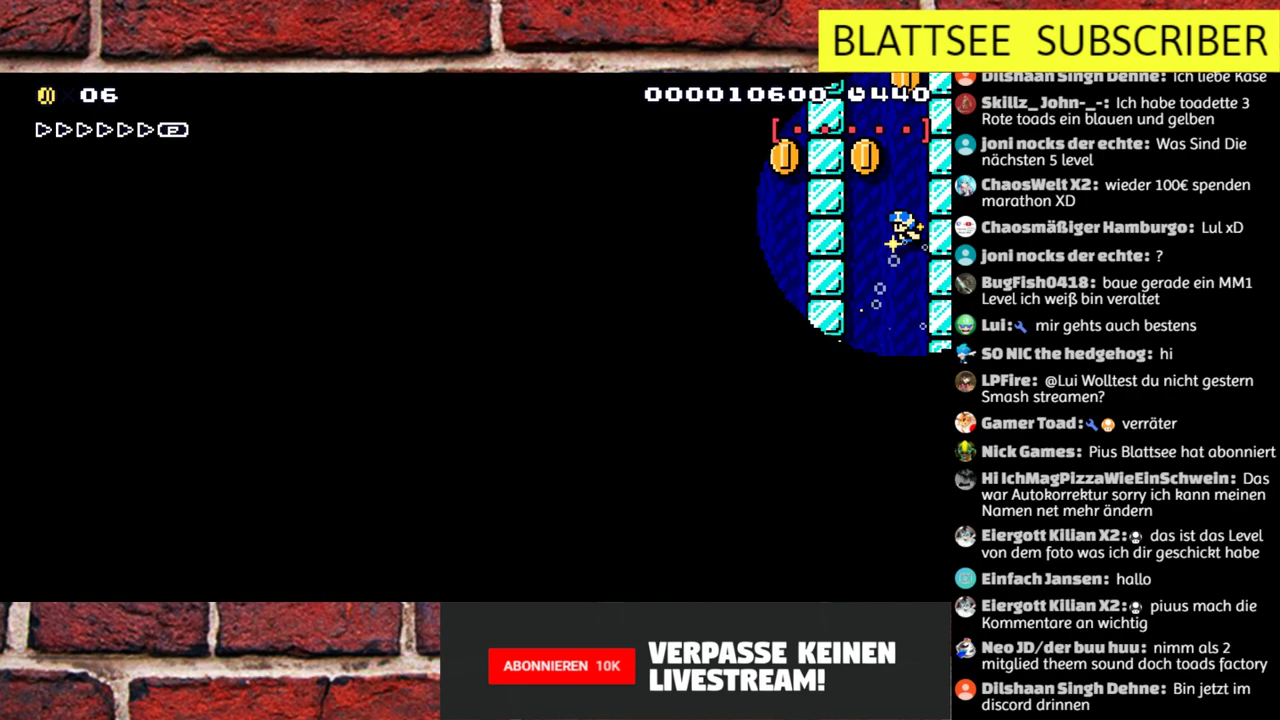 BLATTSEE SUBSCRIBER
06
000010600 0440
P
Dilshaan Singh Dehne: Ich liebe Käse
Skillz_John-_-: Ich habe toadette 3
Rote toads ein blauen und gelben
joni nocks der echte: Was Sind Die
nächsten 5 level
ChaosWelt X2: wieder 100€ spenden
marathon XD
Chaosmäßiger Hamburgo: Lul xD
joni nocks der echte: ?
BugFish0418: baue gerade ein MM1
Level ich weiß bin veraltet
Lui: mir gehts auch bestens
SO NIC the hedgehog: hi
LPFire: @Lui Wolltest du nicht gestern
Smash streamen?
Gamer Toad: verräter
Nick Games: Pius Blattsee hat abonniert
Hi IchMagPizzaWieEinSchwein: Das
war Autokorrektur sorry ich kann meinen
Namen net mehr ändern
Eiergott Kilian X2: das ist das Level
von dem foto was ich dir geschickt habe
Einfach Jansen: hallo
Eiergott Kilian X2: piuus mach die
Kommentare an wichtig
Neo JD/der buu huu: nimm als 2
mitglied theem sound doch toads factory
Dilshaan Singh Dehne: Bin jetzt im
discord drinnen
ABONNIEREN 10K
VERPASSE KEINEN
LIVESTREAM!